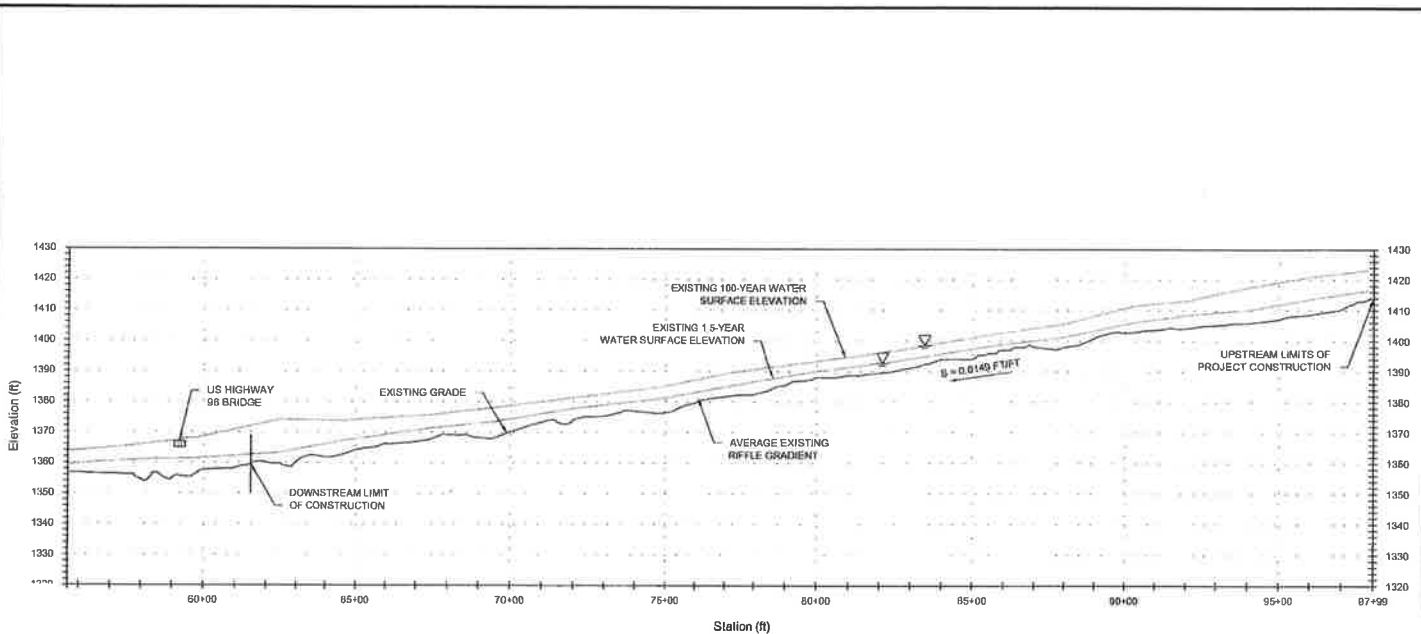 1430
1420
1410
1400
1390
1380
1370
1360
1350
1340
1330
Elevation (ft)
EXISTING 100-YEAR WATER
SURFACE ELEVATION
EXISTING 1.5-YEAR
WATER SURFACE ELEVATION
S = 0.0149 FT/FT
UPSTREAM LIMITS OF
PROJECT CONSTRUCTION
US HIGHWAY
98 BRIDGE
EXISTING GRADE
AVERAGE EXISTING
RIFFLE GRADIENT
DOWNSTREAM LIMIT
OF CONSTRUCTION
1430
1420
1410
1400
1390
1380
1370
1360
1350
1340
1330
1320
60+00
65+00
70+00
75+00
80+00
85+00
90+00
95+00
97+99
Station (ft)